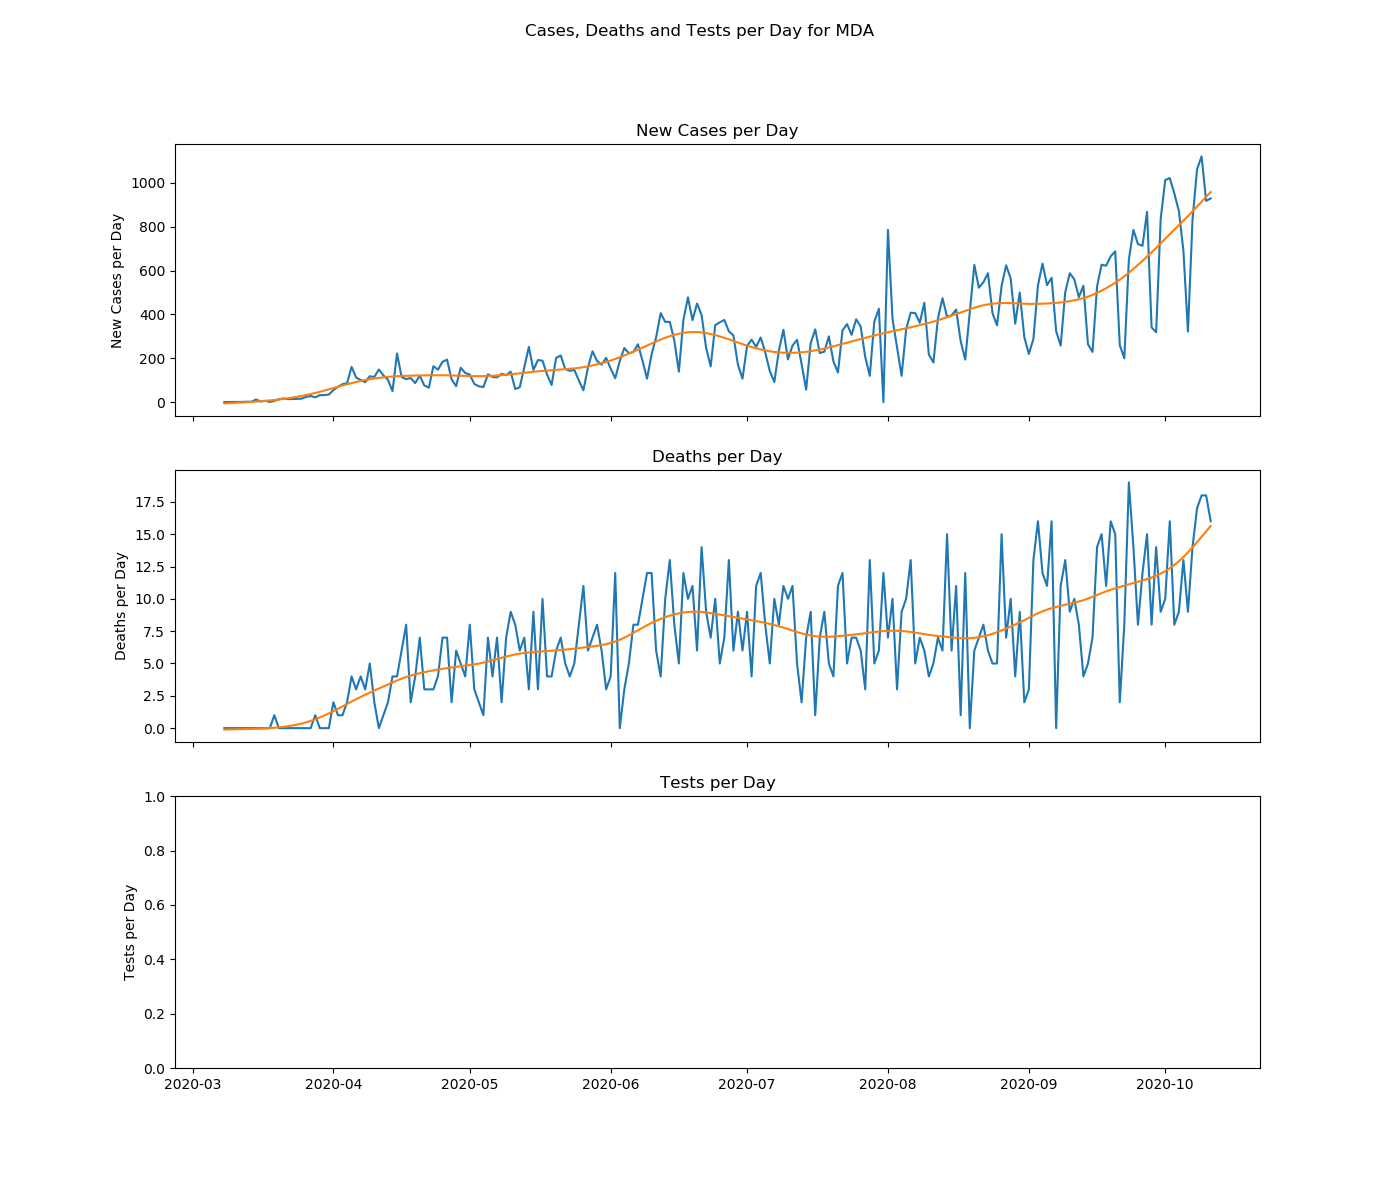 Cases, Deaths and Tests per Day for MDA
New Cases per Day
New Cases per Day
1000
800
600
400
200
0
Deaths per Day
Deaths per Day
17.5
15.0
12.5
10.0
7.5
5.0
2.5
0.0
Tests per Day
Tests per Day
1.0
0.8
0.6
0.4
0.2
0.0
2020-03 2020-04 2020-05 2020-06 2020-07 2020-08 2020-09 2020-10